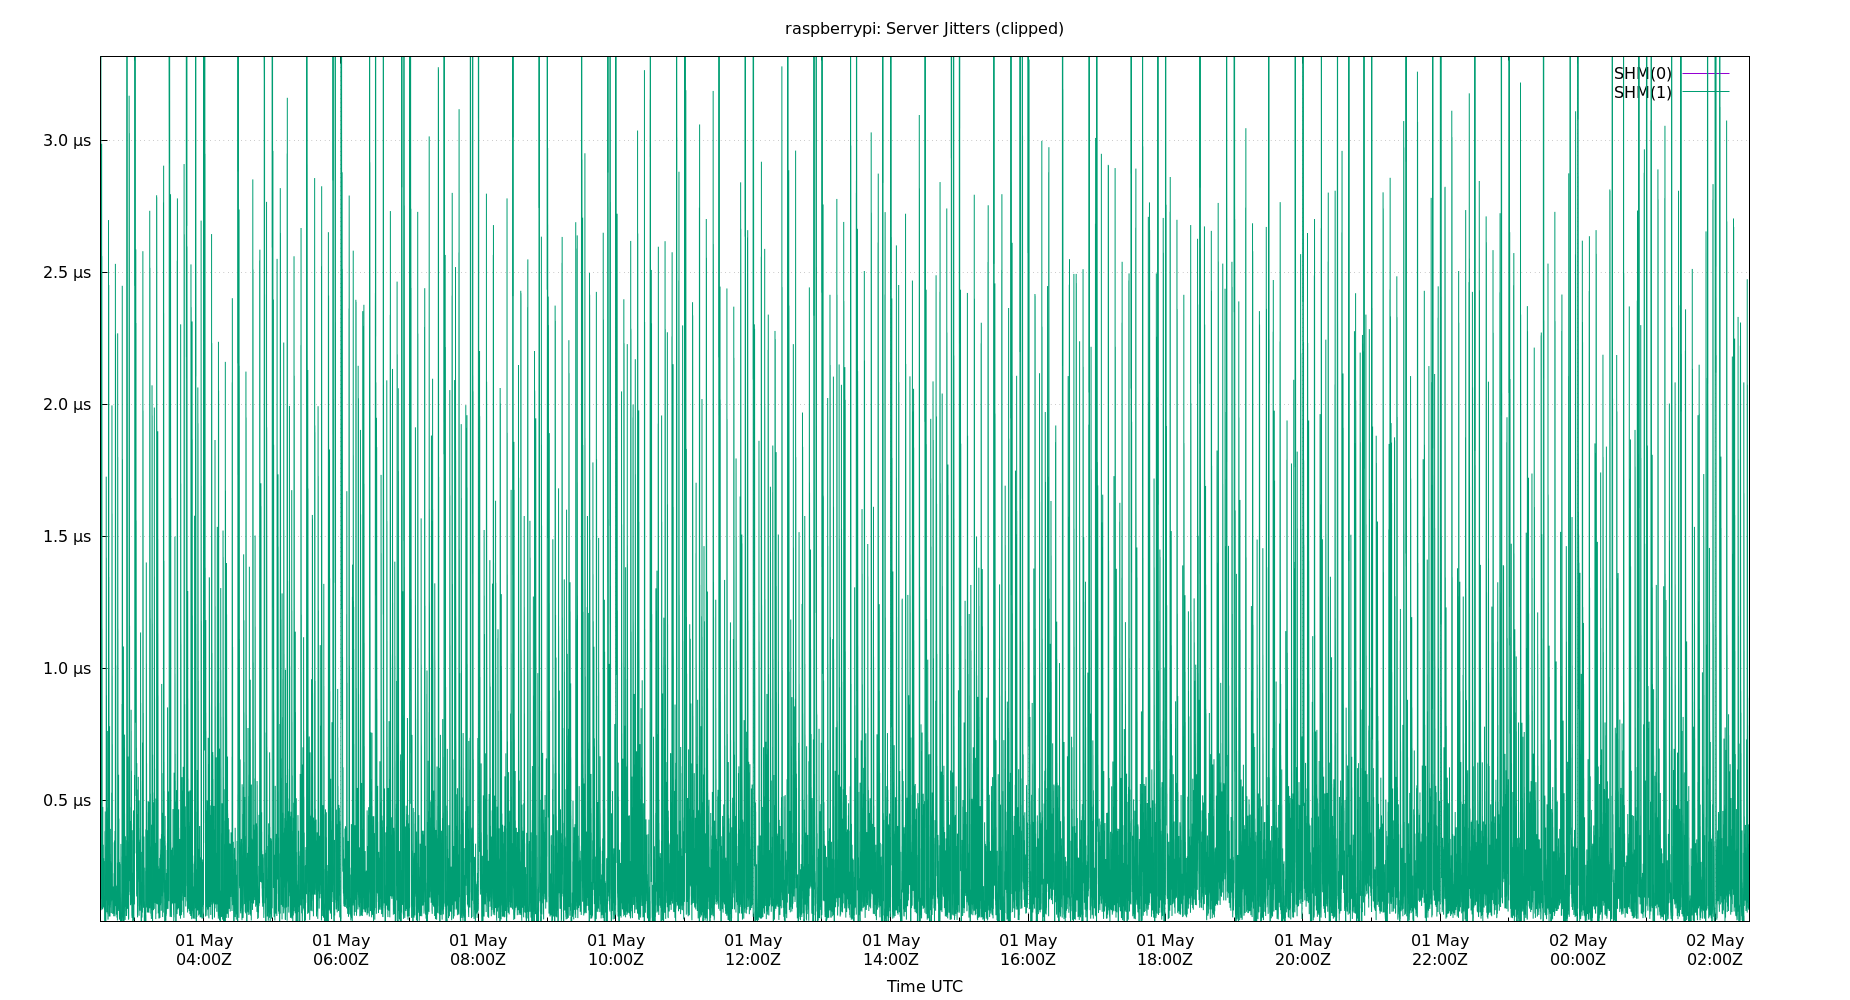 raspberrypi: Server Jitters (clipped)
SHM(0)
SHM(1)
3.0 µs
2.5 µs
2.0 µs
1.5 µs
1.0 µs
0.5 µs
01 May 01 May 01 May 01 May 01 May 01 May 01 May 01 May 01 May 01 May 02 May 02 May
04:00Z 06:00Z 08:00Z 10:00Z 12:00Z 14:00Z 16:00Z 18:00Z 20:00Z 22:00Z 00:00Z 02:00Z
Time UTC